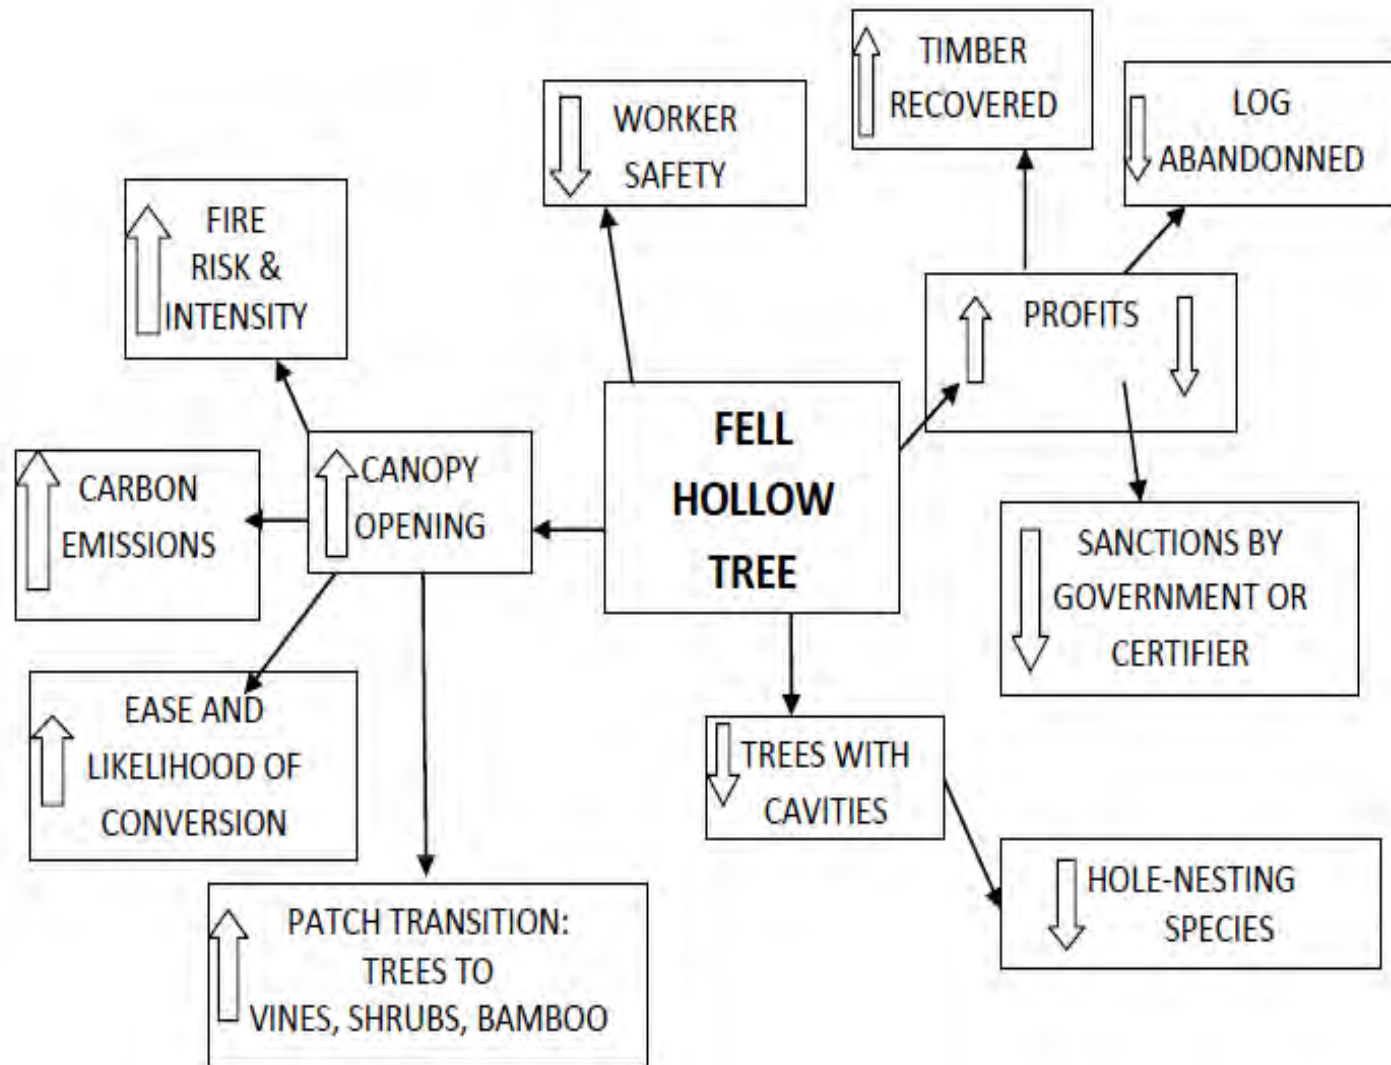 TIMBER
RECOVERED
LOG
ABANDONNED
WORKER
SAFETY
FIRE
RISK &
INTENSITY
PROFITS
FELL
HOLLOW
TREE
CANOPY
OPENING
CARBON
EMISSIONS
SANCTIONS BY
GOVERNMENT OR
CERTIFIER
EASE AND
LIKELIHOOD OF
CONVERSION
TREES WITH
CAVITIES
HOLE-NESTING
SPECIES
PATCH TRANSITION:
TREES TO
VINES, SHRUBS, BAMBOO